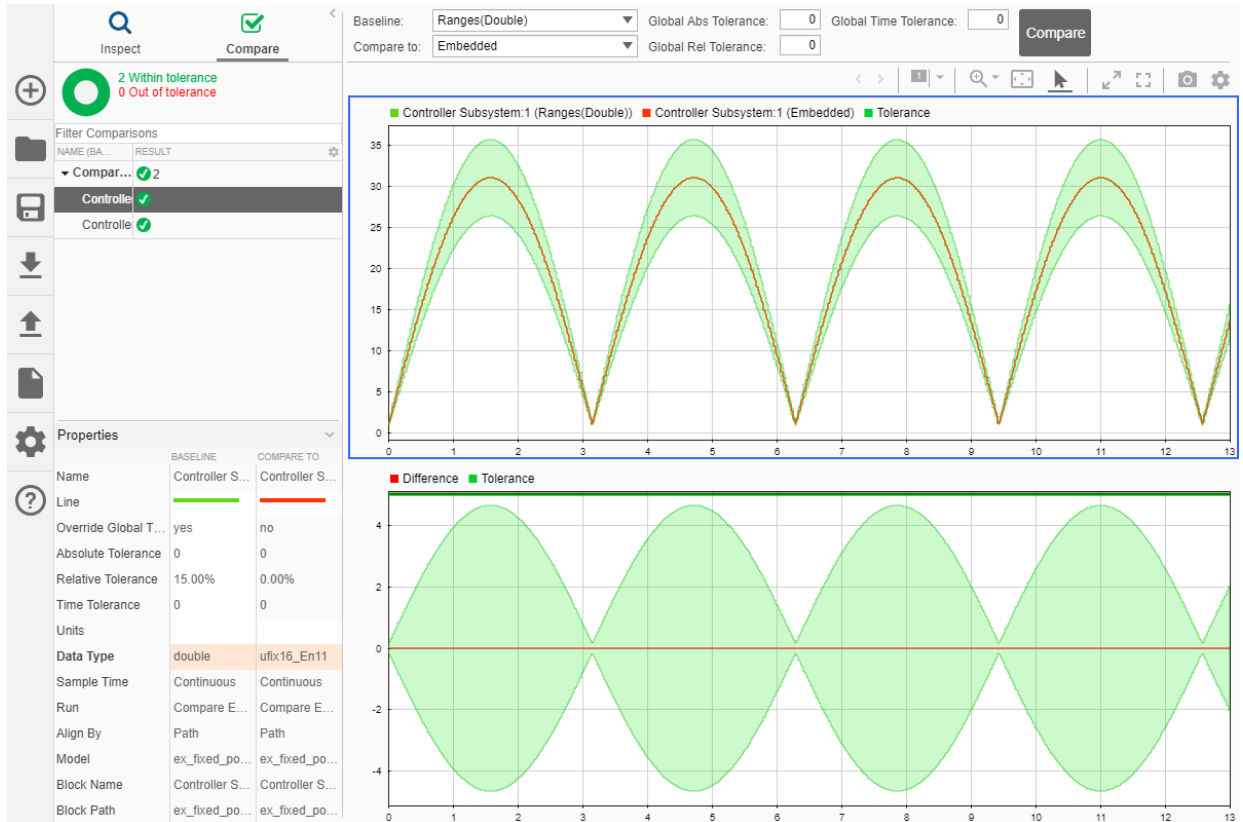 Inspect
Compare
2 Within tolerance
0 Out of tolerance
Filter Comparisons
NAME (BA... RESULT
Compar... 2
Controlle
Controlle
Properties
BASELINE COMPARE TO
Name Controller S... Controller S...
Line
Override Global T... yes no
Absolute Tolerance 0 0
Relative Tolerance 15.00% 0.00%
Time Tolerance 0 0
Units
Data Type double ufix16_En11
Sample Time Continuous Continuous
Run Compare E... Compare E...
Align By Path Path
Model ex_fixed_po... ex_fixed_po...
Block Name Controller S... Controller S...
Block Path ex_fixed_po... ex_fixed_po...
Baseline: Ranges(Double) Global Abs Tolerance: 0 Global Time Tolerance: 0
Compare to: Embedded Global Rel Tolerance: 0
Compare
1
Controller Subsystem:1 (Ranges(Double)) Controller Subsystem:1 (Embedded) Tolerance
35
30
25
20
15
10
5
0
0 1 2 3 4 5 6 7 8 9 10 11 12 13
Difference Tolerance
4
2
0
-2
-4
0 1 2 3 4 5 6 7 8 9 10 11 12 13